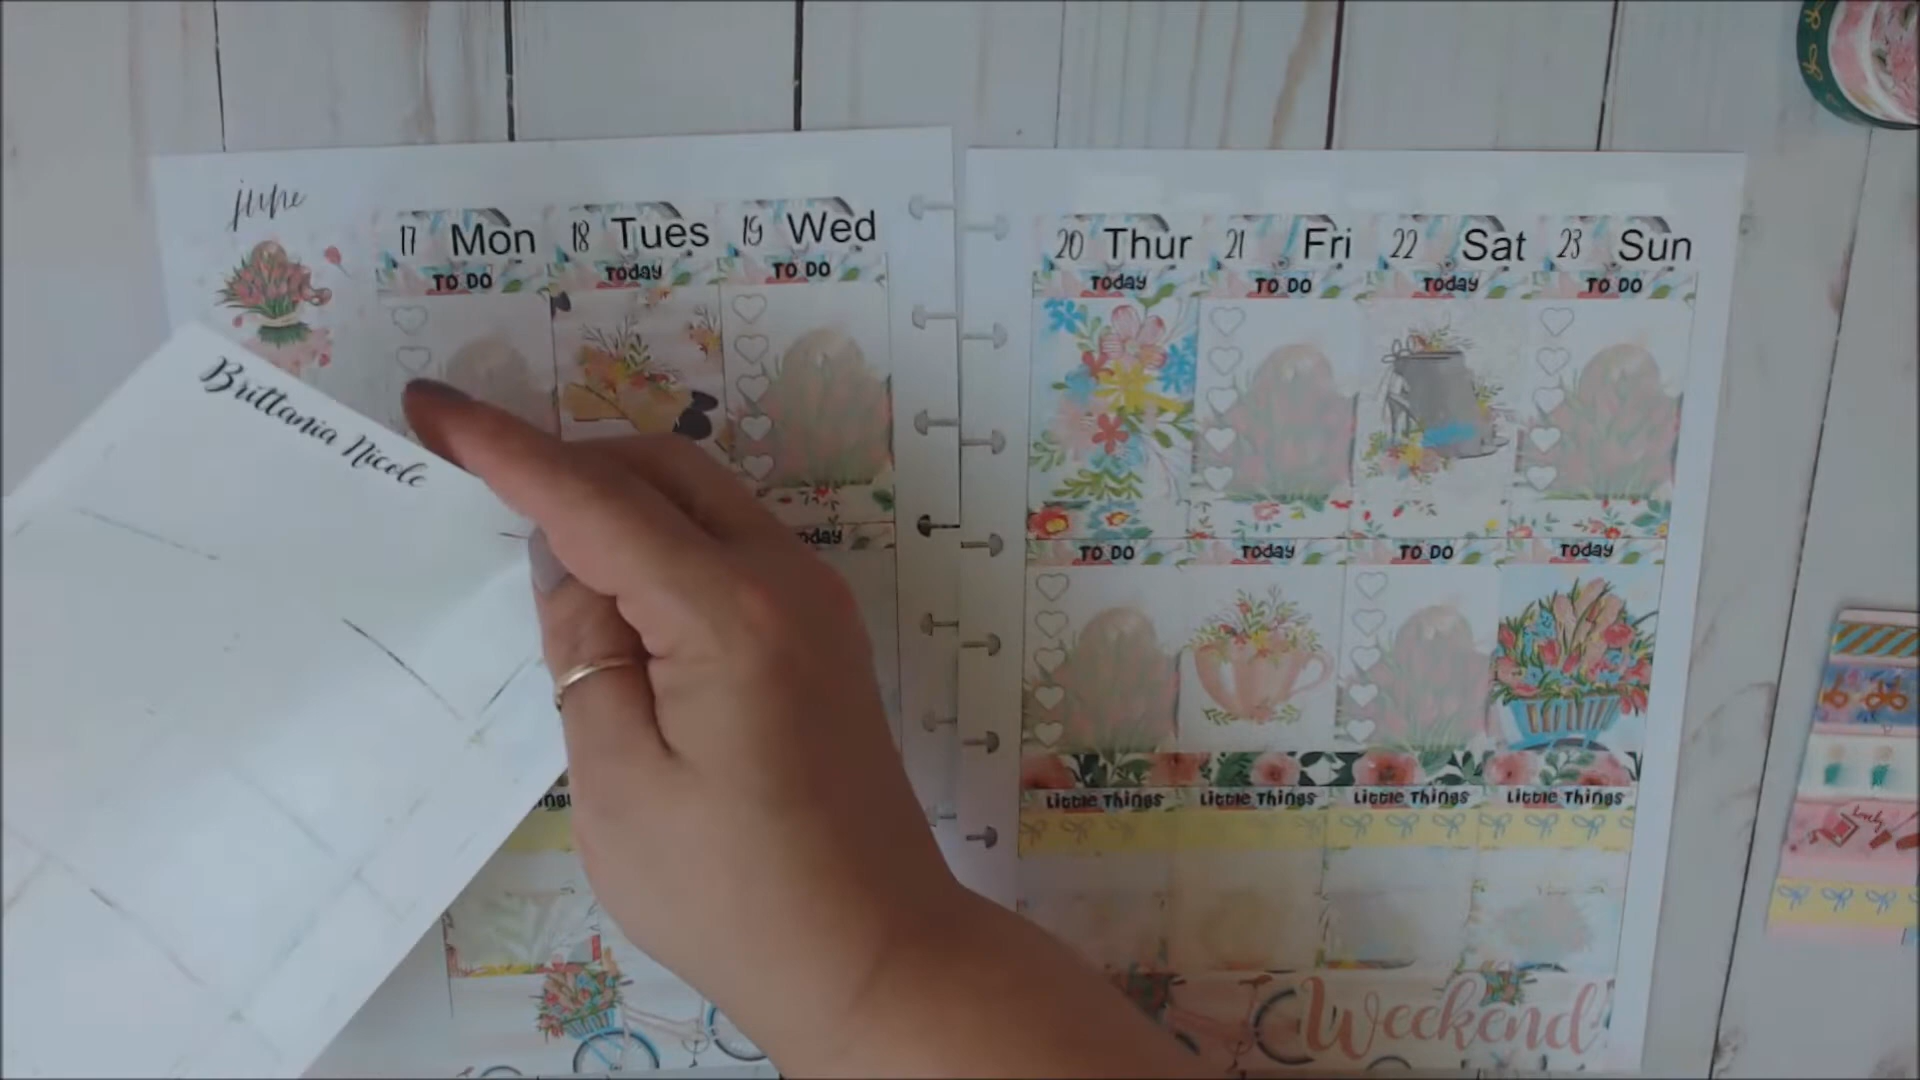 june
17 Mon 18 Tues 19 Wed
TO DO Today TO DO
20 Thur 21 Fri 22 Sat 23 Sun
Today TO DO Today TO DO
Brittania Nicole
TO DO Today TO DO Today
Little Things Little Things Little Things Little Things
Lovely
Weekend